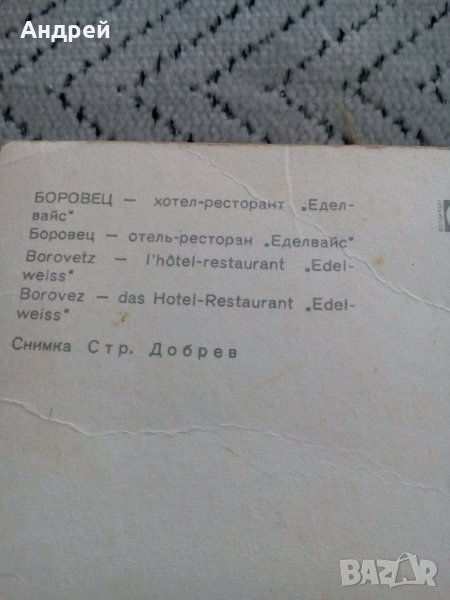 Андрей
БОРОВЕЦ — хотел-ресторант „Едел-
вайс"
Боровец — отель-ресторан „Еделвайс"
Borovetz — l'hôtel-restaurant „Edel-
weiss"
Borovez — das Hotel-Restaurant „Edel-
weiss"
Снимка Стр. Добрев
BAZAR